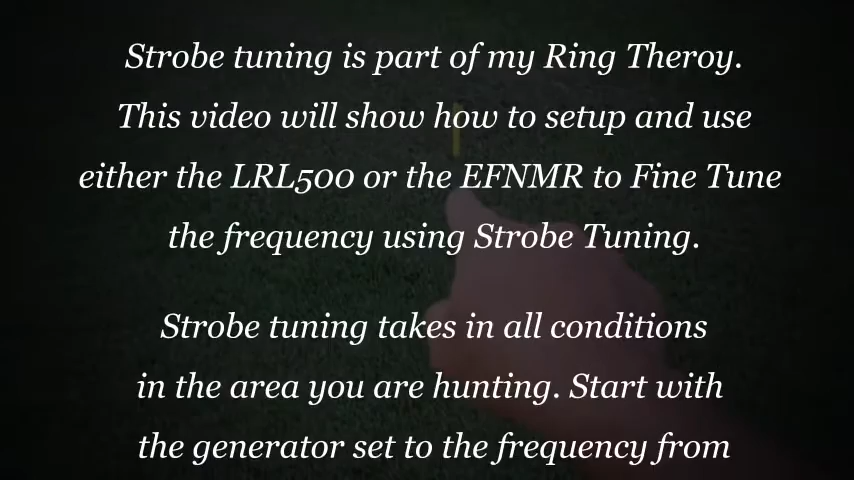 Strobe tuning is part of my Ring Theroy.
This video will show how to setup and use
either the LRL500 or the EFNMR to Fine Tune
the frequency using Strobe Tuning.
Strobe tuning takes in all conditions
in the area you are hunting. Start with
the generator set to the frequency from